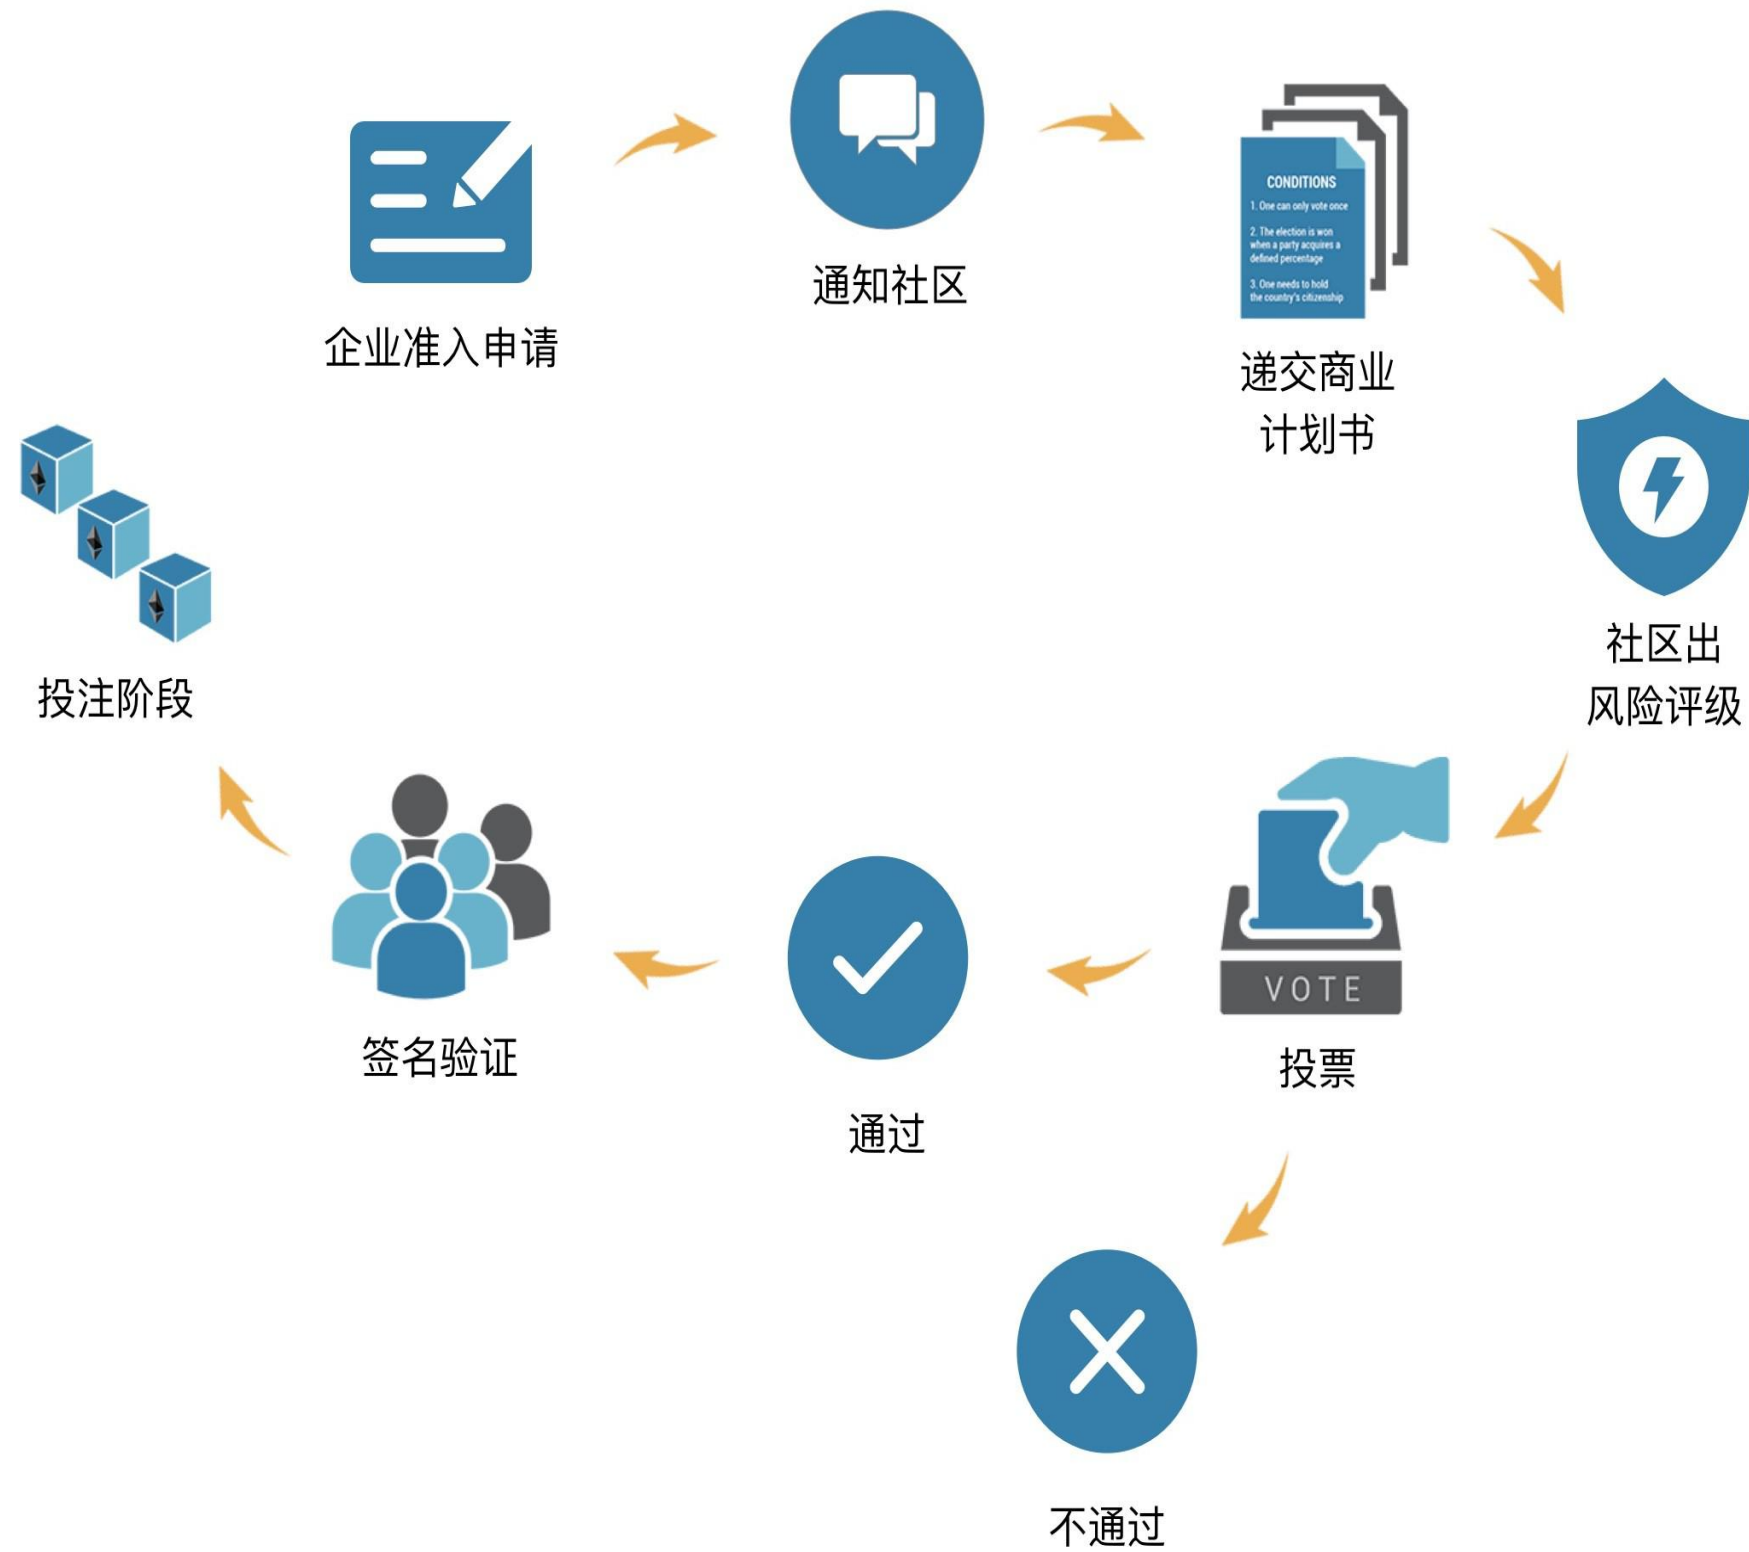 企业准入申请
通知社区
CONDITIONS
1. One can only vote once
2. The election is won
when a party acquires a
defined percentage
3. One needs to hold
the country's citizenship
递交商业
计划书
社区出
风险评级
VOTE
投票
通过
签名验证
投注阶段
不通过